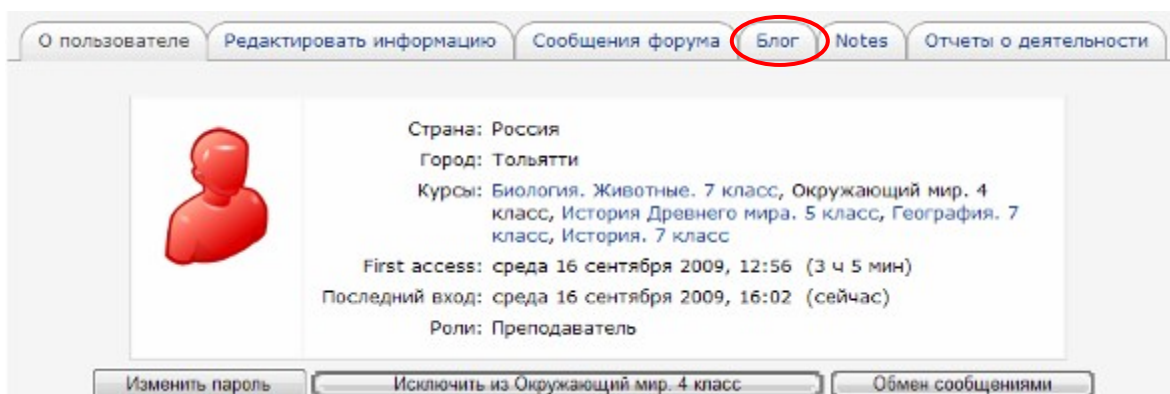 О пользователе Редактировать информацию Сообщения форума Блог Notes Отчеты о деятельности
Страна: Россия
Город: Тольятти
Курсы: Биология. Животные. 7 класс, Окружающий мир. 4
класс, История Древнего мира. 5 класс, География. 7
класс, История. 7 класс
First access: среда 16 сентября 2009, 12:56 (3 ч 5 мин)
Последний вход: среда 16 сентября 2009, 16:02 (сейчас)
Роли: Преподаватель
Изменить пароль Исключить из Окружающий мир. 4 класс Обмен сообщениями